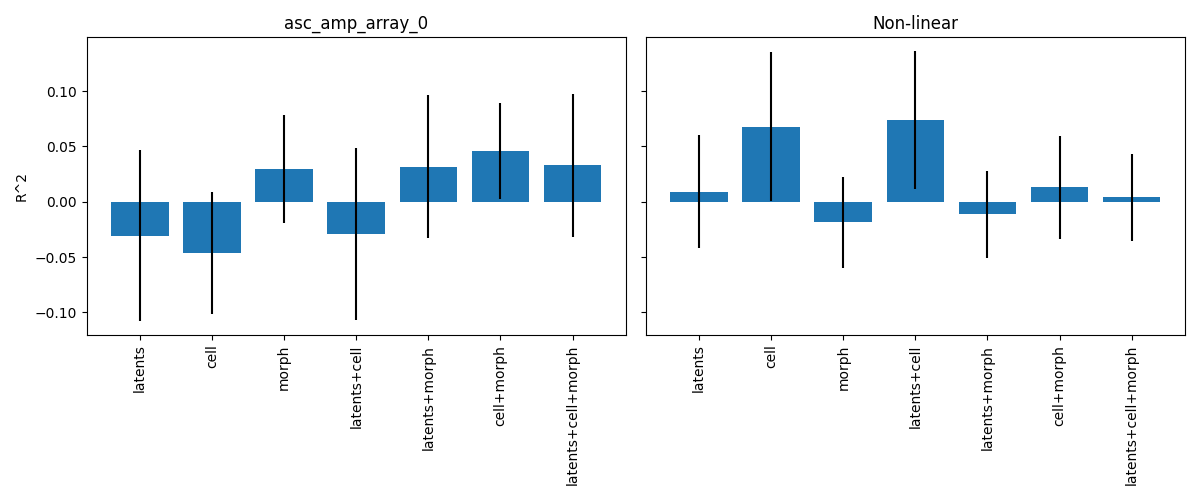 asc_amp_array_0
Non-linear
R^2
0.10
0.05
0.00
−0.05
−0.10
latents
cell
morph
latents+cell
latents+morph
cell+morph
latents+cell+morph
latents
cell
morph
latents+cell
latents+morph
cell+morph
latents+cell+morph